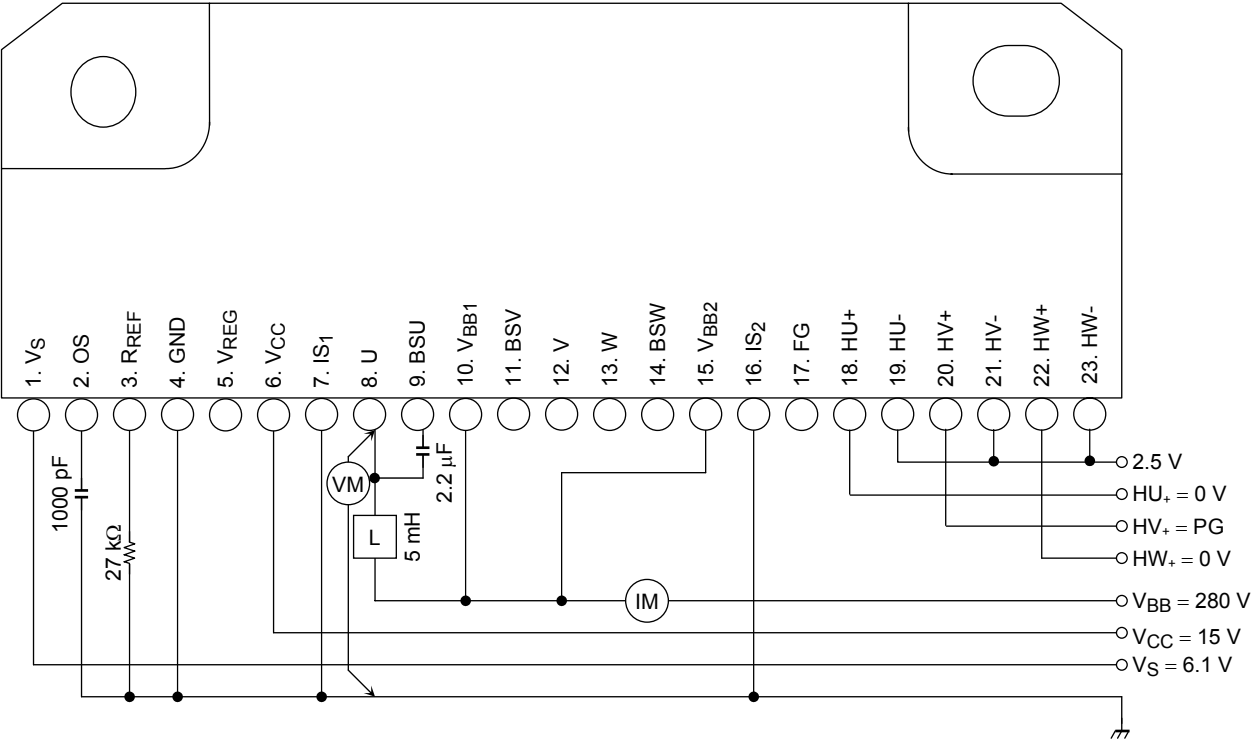 1. VS
2. OS
3. RREF
4. GND
5. VREG
6. VCC
7. IS1
8. U
9. BSU
10. VBB1
11. BSV
12. V
13. W
14. BSW
15. VBB2
16. IS2
17. FG
18. HU+
19. HU-
20. HV+
21. HV-
22. HW+
23. HW-
1000 pF
27 kΩ
VM
2.2 μF
L
5 mH
IM
2.5 V
HU+ = 0 V
HV+ = PG
HW+ = 0 V
VBB = 280 V
VCC = 15 V
VS = 6.1 V